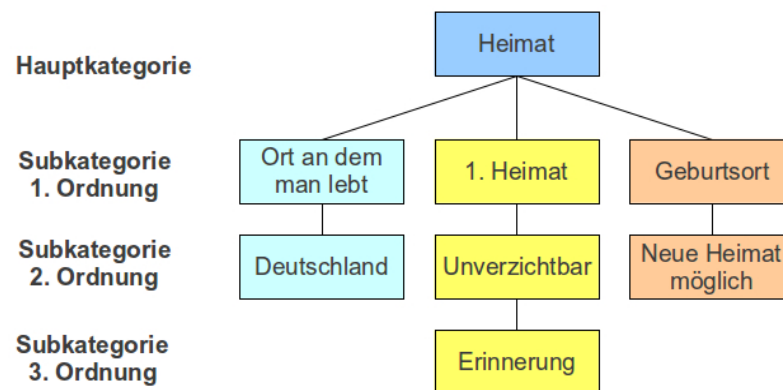 Hauptkategorie
Heimat
Subkategorie
1. Ordnung
Ort an dem
man lebt
1. Heimat
Geburtsort
Subkategorie
2. Ordnung
Deutschland
Unverzichtbar
Neue Heimat
möglich
Subkategorie
3. Ordnung
Erinnerung